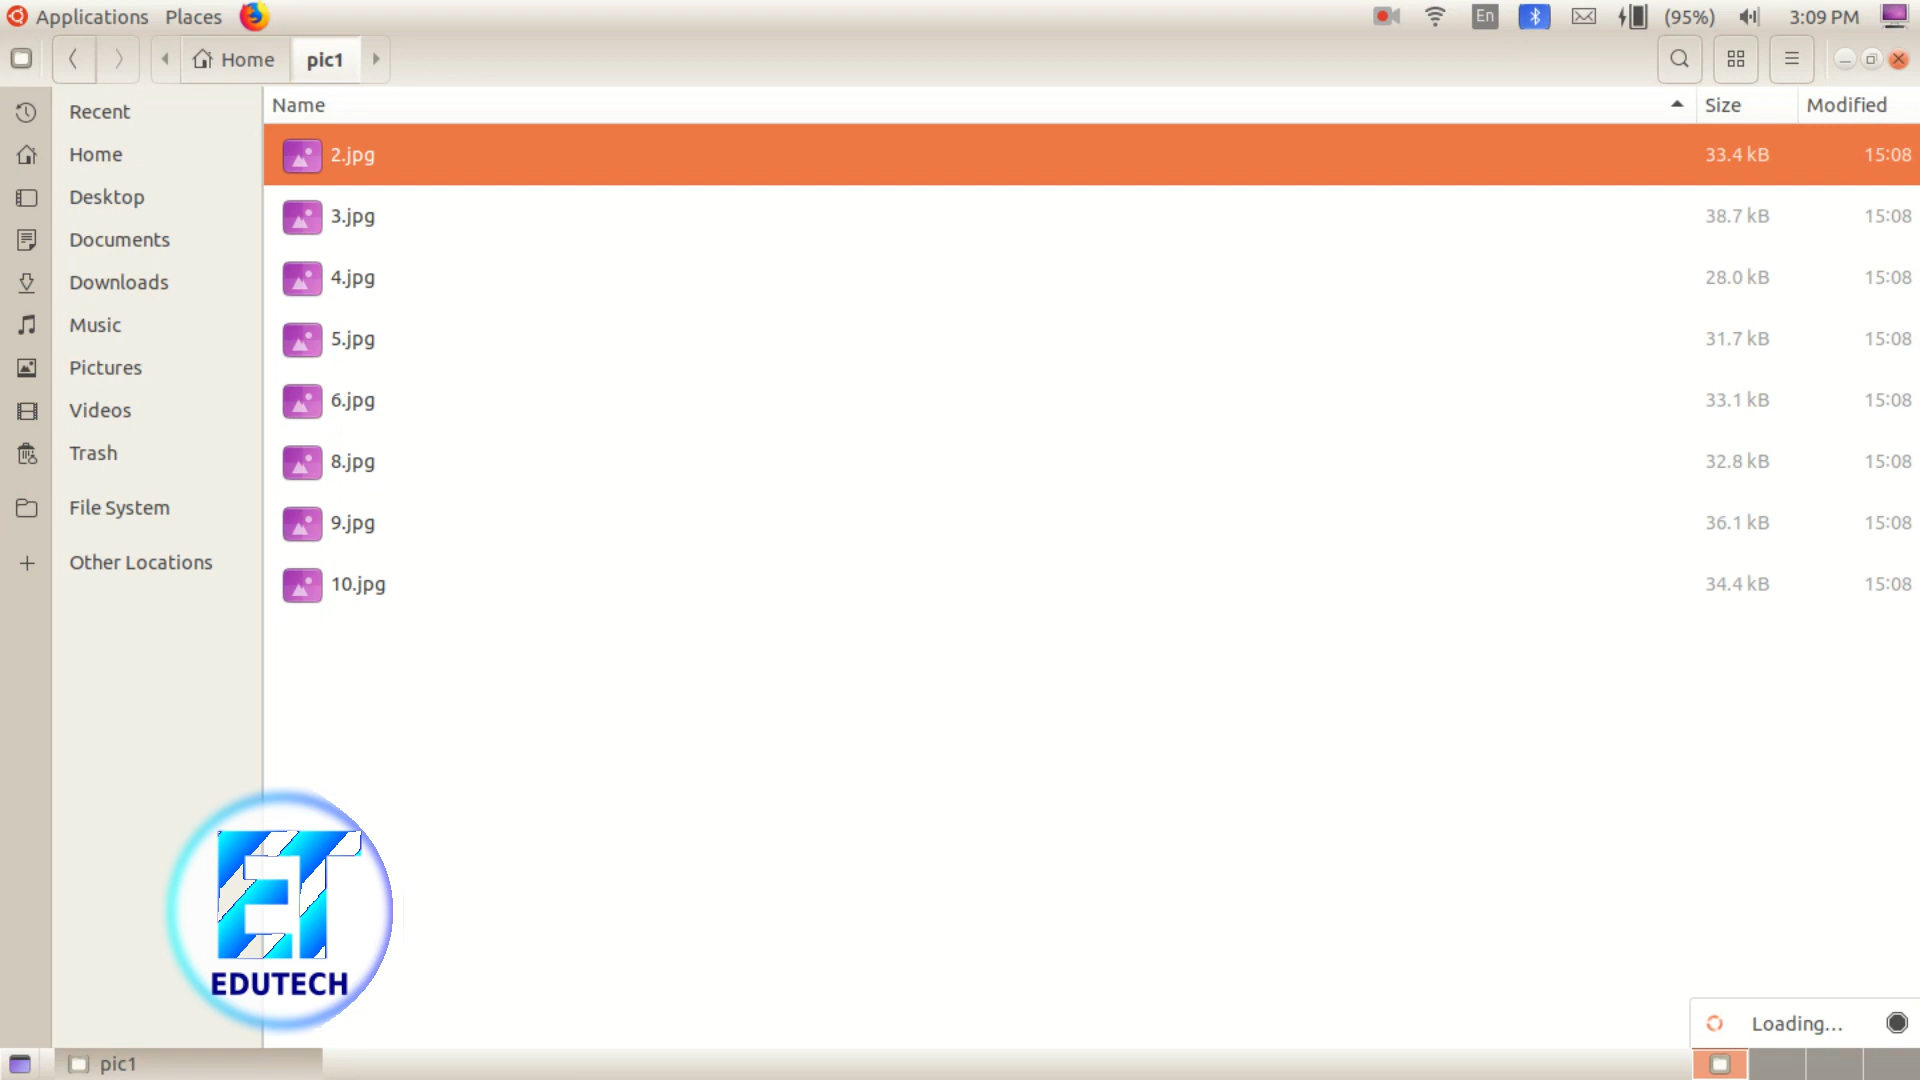 Applications Places En (95%) 3:09 PM
Home pic1
Recent
Home
Desktop
Documents
Downloads
Music
Pictures
Videos
Trash
File System
Other Locations
Name Size Modified
2.jpg 33.4 kB 15:08
3.jpg 38.7 kB 15:08
4.jpg 28.0 kB 15:08
5.jpg 31.7 kB 15:08
6.jpg 33.1 kB 15:08
8.jpg 32.8 kB 15:08
9.jpg 36.1 kB 15:08
10.jpg 34.4 kB 15:08
ET
EDUTECH
Loading...
pic1